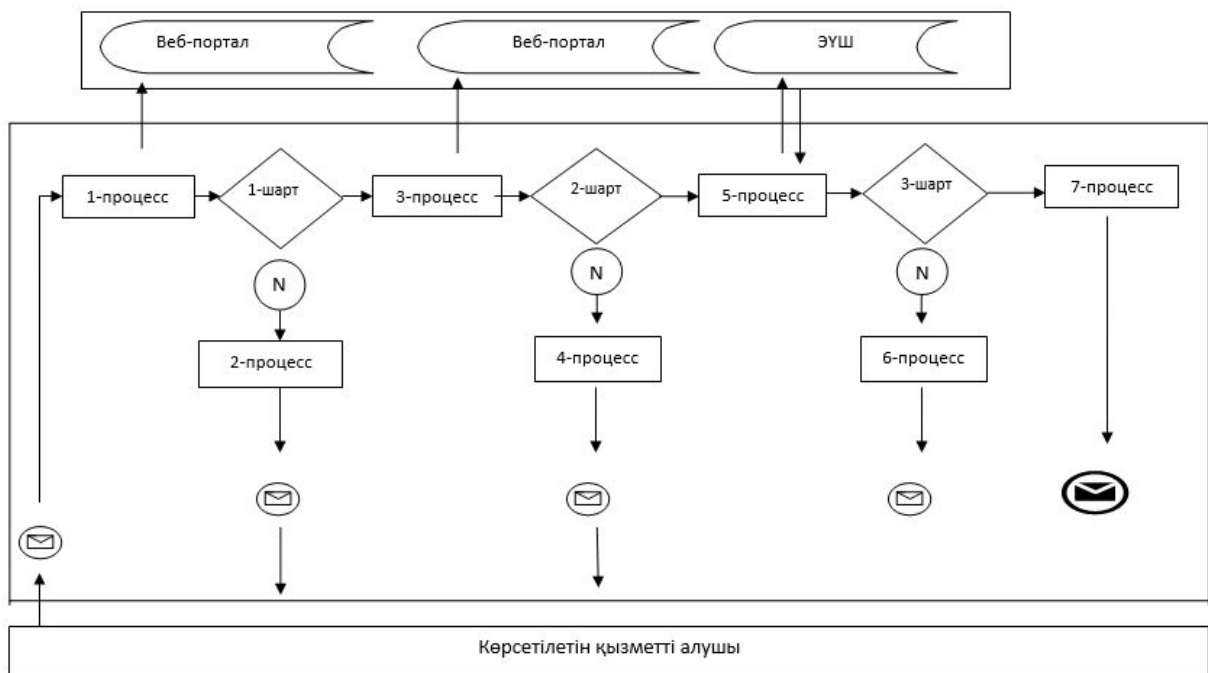 Веб-портал
Веб-портал
ЭҮШ
1-процесс
1-шарт
3-процесс
2-шарт
5-процесс
3-шарт
7-процесс
N
N
N
2-процесс
4-процесс
6-процесс
Көрсетілетін қызметті алушы